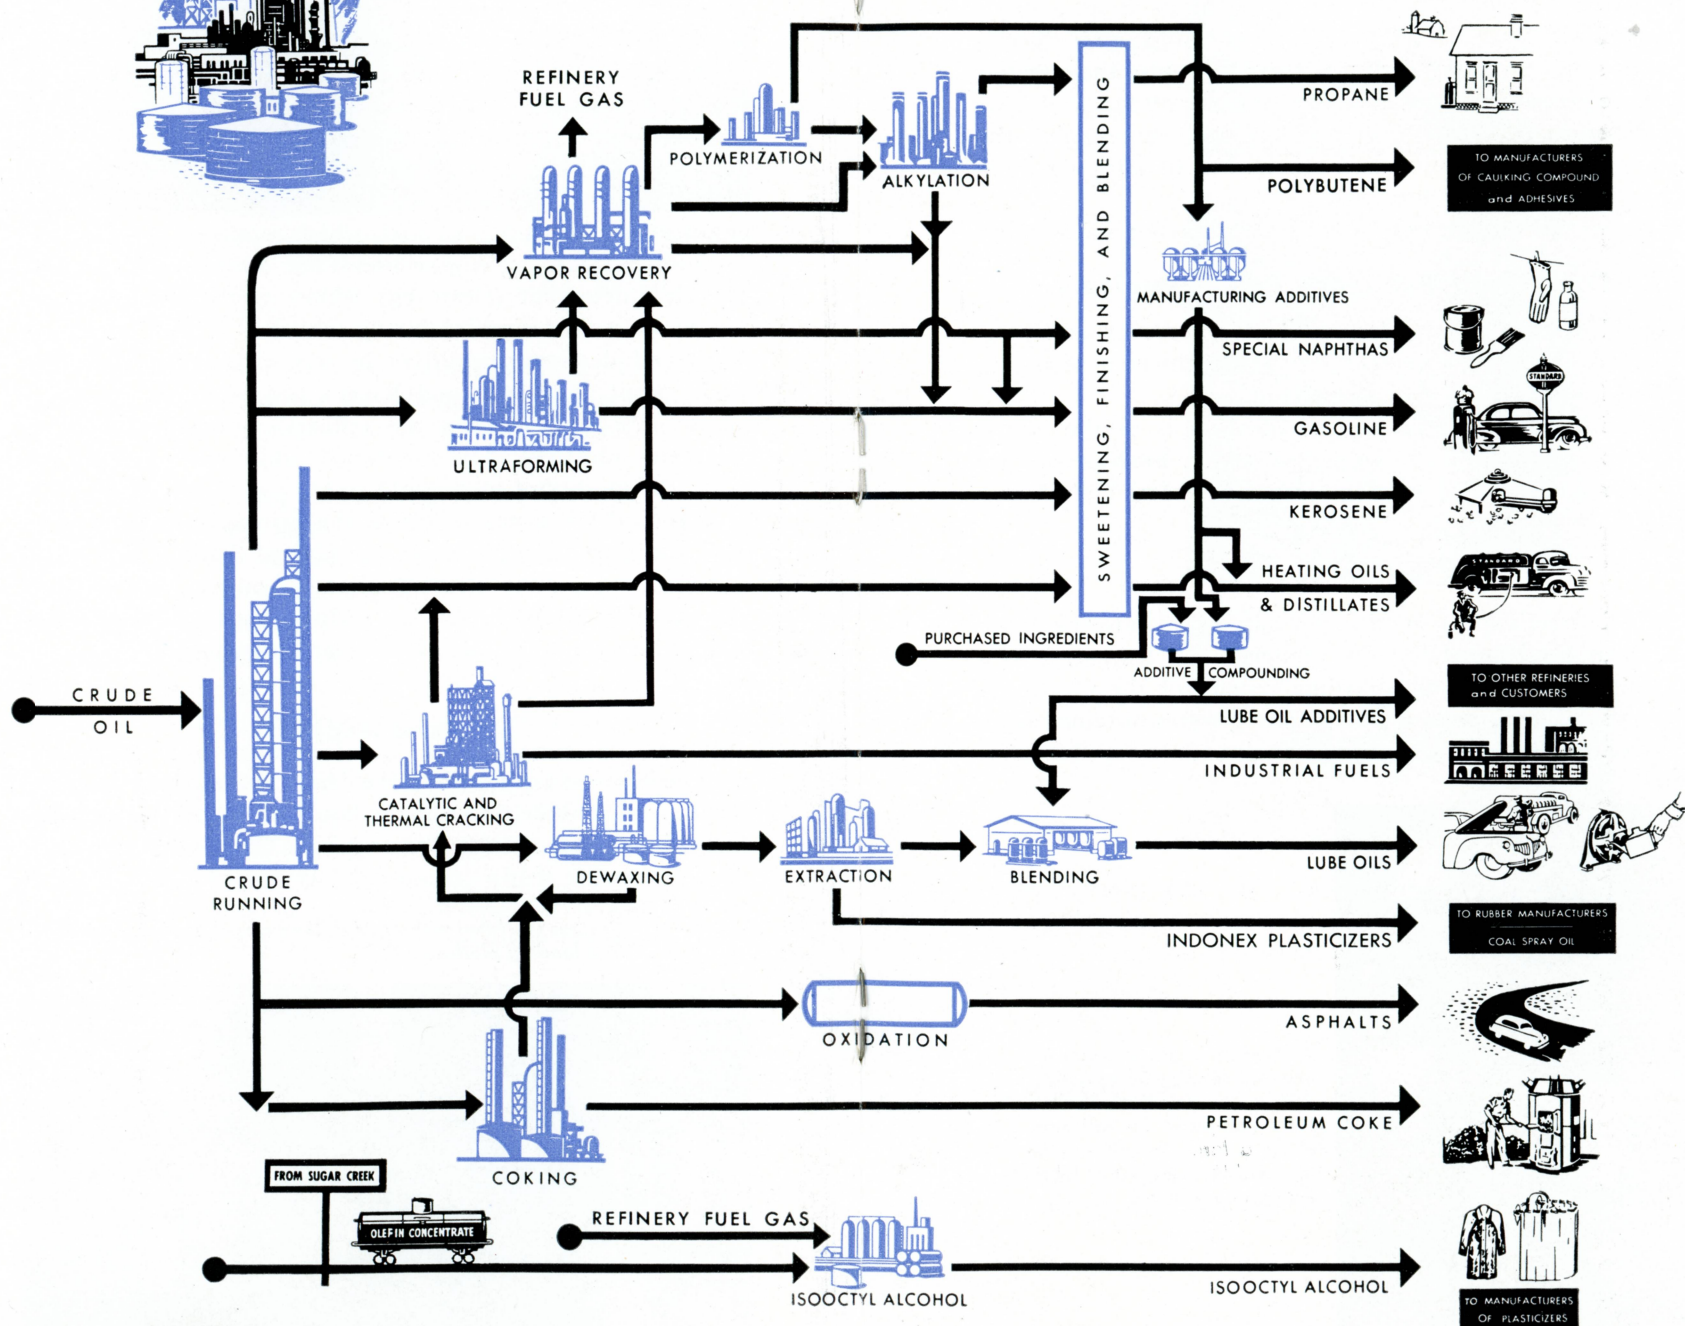 REFINERY
FUEL GAS
POLYMERIZATION
ALKYLATION
VAPOR RECOVERY
SWEETENING, FINISHING, AND BLENDING
PROPANE
POLYBUTENE
TO MANUFACTURERS
OF CAULKING COMPOUND
and ADHESIVES
MANUFACTURING ADDITIVES
SPECIAL NAPHTHAS
STANDARD
GASOLINE
ULTRAFORMING
KEROSENE
HEATING OILS
& DISTILLATES
PURCHASED INGREDIENTS
ADDITIVE COMPOUNDING
CRUDE
OIL
TO OTHER REFINERIES
and CUSTOMERS
LUBE OIL ADDITIVES
INDUSTRIAL FUELS
CATALYTIC AND
THERMAL CRACKING
CRUDE
RUNNING
DEWAXING
EXTRACTION
BLENDING
LUBE OILS
INDONEX PLASTICIZERS
TO RUBBER MANUFACTURERS
COAL SPRAY OIL
OXIDATION
ASPHALTS
COKING
PETROLEUM COKE
FROM SUGAR CREEK
OLEFIN CONCENTRATE
REFINERY FUEL GAS
ISOOCTYL ALCOHOL
ISOOCTYL ALCOHOL
TO MANUFACTURERS
OF PLASTICIZERS